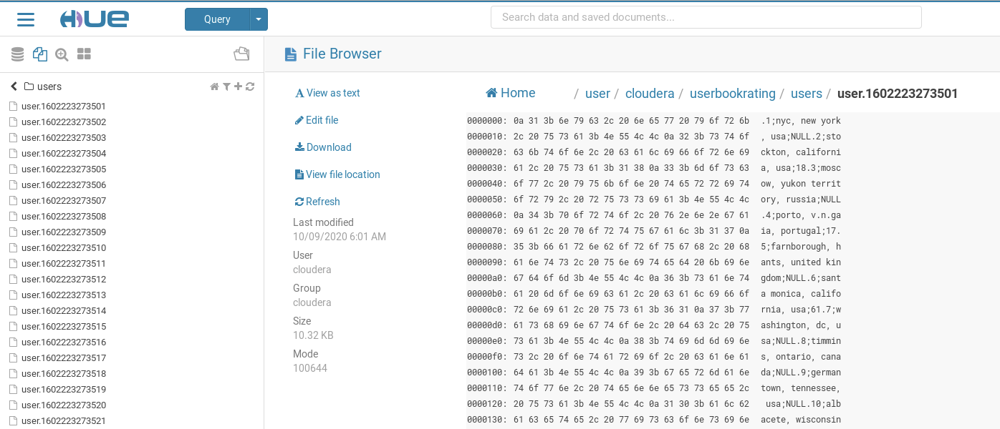 HUE
Query
Search data and saved documents...
File Browser
users
user.1602223273501
user.1602223273502
user.1602223273503
user.1602223273504
user.1602223273505
user.1602223273506
user.1602223273507
user.1602223273508
user.1602223273509
user.1602223273510
user.1602223273511
user.1602223273512
user.1602223273513
user.1602223273514
user.1602223273515
user.1602223273516
user.1602223273517
user.1602223273518
user.1602223273519
user.1602223273520
user.1602223273521
View as text
Edit file
Download
View file location
Refresh
Last modified
10/09/2020 6:01 AM
User
cloudera
Group
cloudera
Size
10.32 KB
Mode
100644
Home / user / cloudera / userbookrating / users / user.1602223273501
0000000: 0a 31 3b 6e 79 63 2c 20 6e 65 77 20 79 6f 72 6b .1;nyc, new york
0000010: 2c 20 75 73 61 3b 4e 55 4c 4c 0a 32 3b 73 74 6f , usa;NULL.2;sto
0000020: 63 6b 74 6f 6e 2c 20 63 61 6c 69 66 6f 72 6e 69 ckton, californi
0000030: 61 2c 20 75 73 61 3b 31 38 0a 33 3b 6d 6f 73 63 a, usa;18.3;mosc
0000040: 6f 77 2c 20 79 75 6b 6f 6e 20 74 65 72 72 69 74 ow, yukon territ
0000050: 6f 72 79 2c 20 72 75 73 73 69 61 3b 4e 55 4c 4c ory, russia;NULL
0000060: 0a 34 3b 70 6f 72 74 6f 2c 20 76 2e 6e 2e 67 61 .4;porto, v.n.ga
0000070: 69 61 2c 20 70 6f 72 74 75 67 61 6c 3b 31 37 0a ia, portugal;17.
0000080: 35 3b 66 61 72 6e 62 6f 72 6f 75 67 68 2c 20 68 5;farnborough, h
0000090: 61 6e 74 73 2c 20 75 6e 69 74 65 64 20 6b 69 6e ants, united kin
00000a0: 67 64 6f 6d 3b 4e 55 4c 4c 0a 36 3b 73 61 6e 74 gdom;NULL.6;sant
00000b0: 61 20 6d 6f 6e 69 63 61 2c 20 63 61 6c 69 66 6f a monica, califo
00000c0: 72 6e 69 61 2c 20 75 73 61 3b 36 31 0a 37 3b 77 rnia, usa;61.7;w
00000d0: 61 73 68 69 6e 67 74 6f 6e 2c 20 64 63 2c 20 75 ashington, dc, u
00000e0: 73 61 3b 4e 55 4c 4c 0a 38 3b 74 69 6d 6d 69 6e sa;NULL.8;timmin
00000f0: 73 2c 20 6f 6e 74 61 72 69 6f 2c 20 63 61 6e 61 s, ontario, cana
0000100: 64 61 3b 4e 55 4c 4c 0a 39 3b 67 65 72 6d 61 6e da;NULL.9;german
0000110: 74 6f 77 6e 2c 20 74 65 6e 6e 65 73 73 65 65 2c town, tennessee,
0000120: 20 75 73 61 3b 4e 55 4c 4c 0a 31 30 3b 61 6c 62 usa;NULL.10;alb
0000130: 61 63 65 74 65 2c 20 77 69 73 63 6f 6e 73 69 6e acete, wisconsin